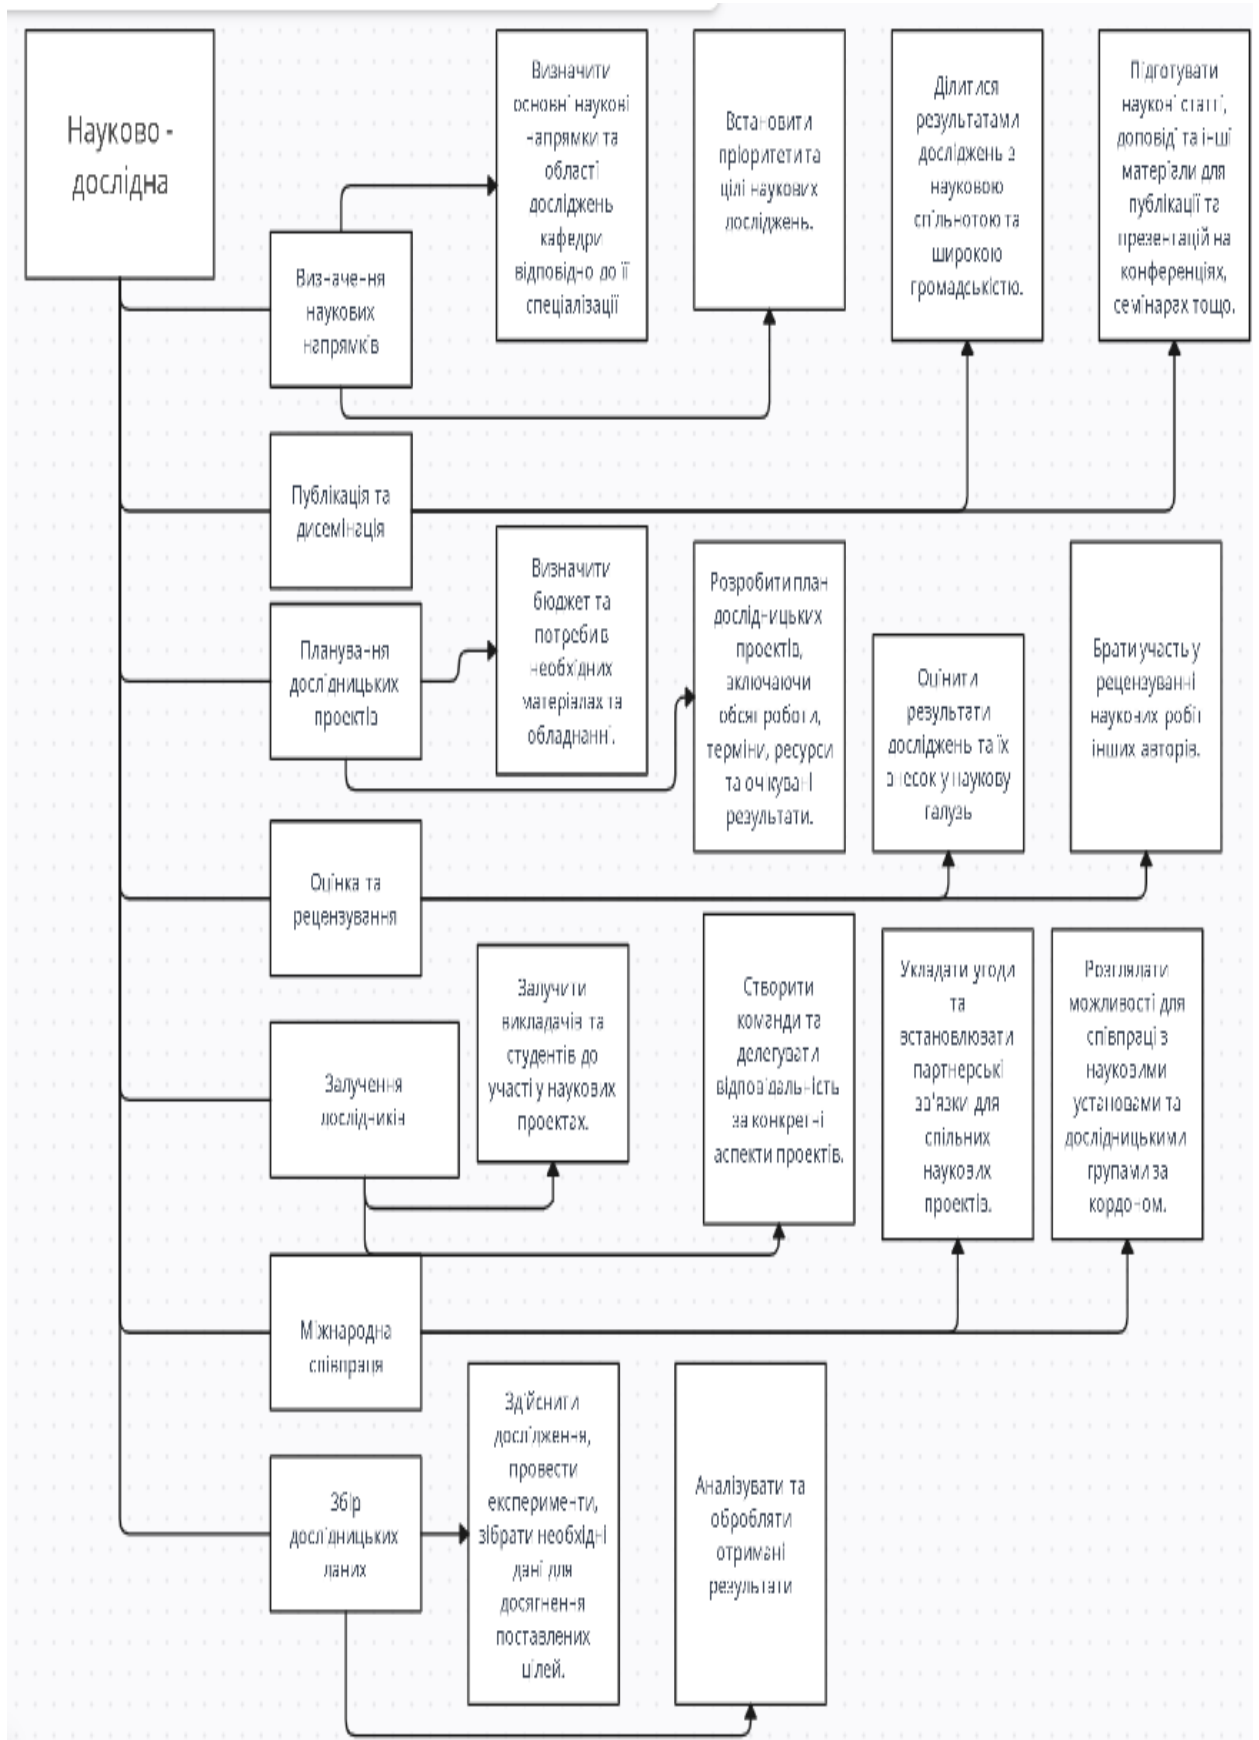 Науково -
дослідна
Визначити
основні наукові
напрямки та
області
досліджень
кафедри
відповідно до її
спеціалізації
Встановити
пріоритети та
цілі наукових
досліджень.
Ділитися
результатами
досліджень з
науковою
спільнотою та
широкою
громадськістю.
Підготувати
наукові статті,
доповіді та інші
матеріали для
публікації та
презентацій на
конференціях,
семінарах тощо.
Визначення
наукових
напрямків
Публікація та
дисемінація
Визначити
бюджет та
потреби в
необхідних
матеріалах та
обладнанні.
Розробити план
дослідницьких
проектів,
включаючи
обсяг роботи,
терміни, ресурси
та очікувані
результати.
Оцінити
результати
досліджень та їх
внесок у наукову
галузь
Брати участь у
рецензуванні
наукових робіт
інших авторів.
Планування
дослідницьких
проектів
Оцінка та
рецензування
Залучити
викладачів та
студентів до
участі у наукових
проектах.
Створити
команди та
делегувати
відповідальність
за конкретні
аспекти проектів.
Укладати угоди
та
встановлювати
партнерські
зв'язки для
спільних
наукових
проектів.
Розглядати
можливості для
співпраці з
науковими
установами та
дослідницькими
групами за
кордоном.
Залучення
дослідників
Міжнародна
співпраця
Збір
дослідницьких
даних
Здійснити
дослідження,
провести
експерименти,
зібрати необхідні
дані для
досягнення
поставлених
цілей.
Аналізувати та
обробляти
отримані
результати